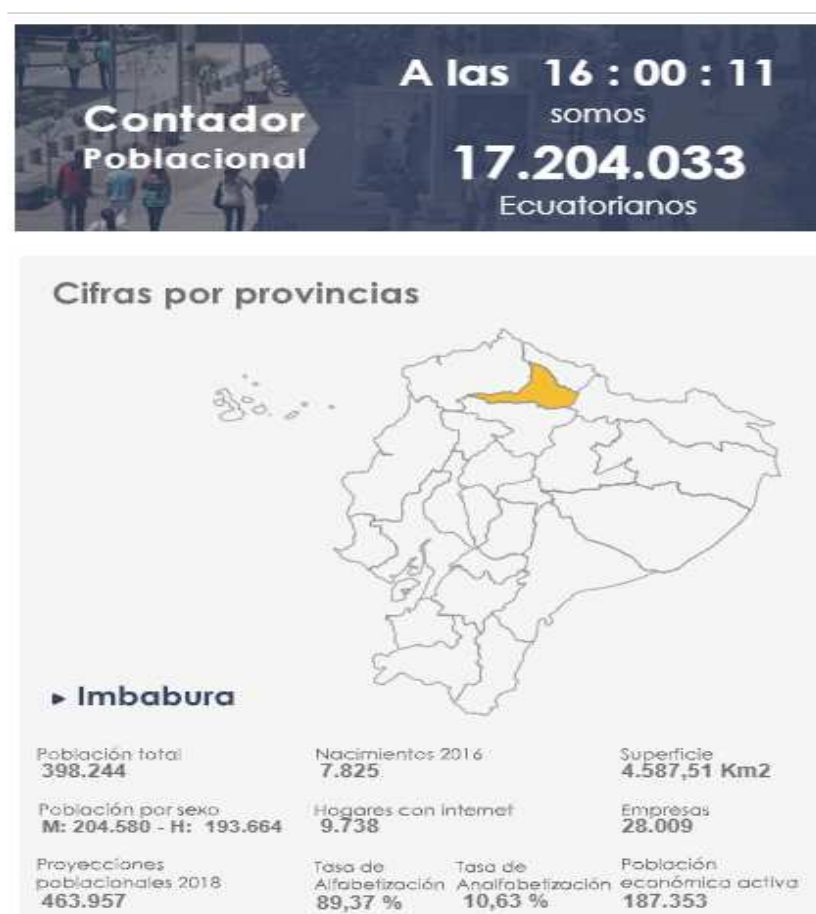 Contador
Poblacional
A las 16 : 00 : 11
somos
17.204.033
Ecuatorianos
Cifras por provincias
▸ Imbabura
Población total
398.244
Nacimientos 2016
7.825
Superficie
4.587,51 Km2
Población por sexo
M: 204.580 - H: 193.664
Hogares con internet
9.738
Empresas
28.009
Proyecciones
poblacionales 2018
463.957
Tasa de
Alfabetización
89,37 %
Tasa de
Analfabetización
10,63 %
Población
económica activa
187.353